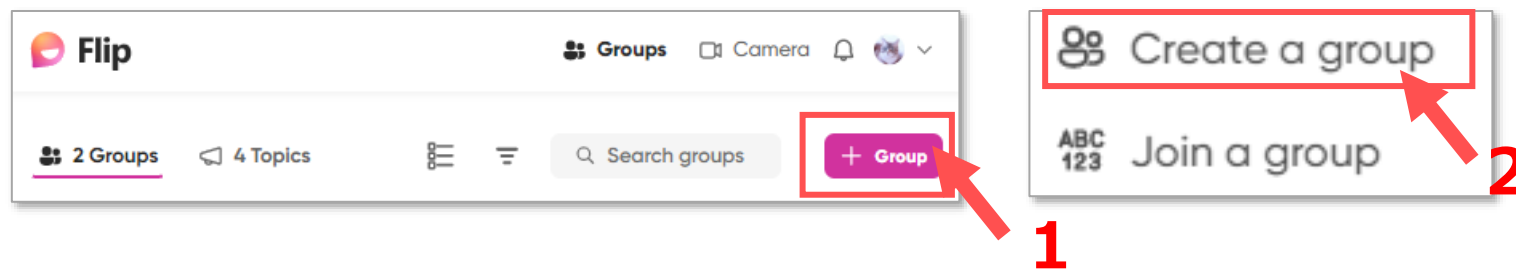 Flip
Groups Camera
2 Groups 4 Topics Search groups + Group
1
Create a group
ABC
123 Join a group
2